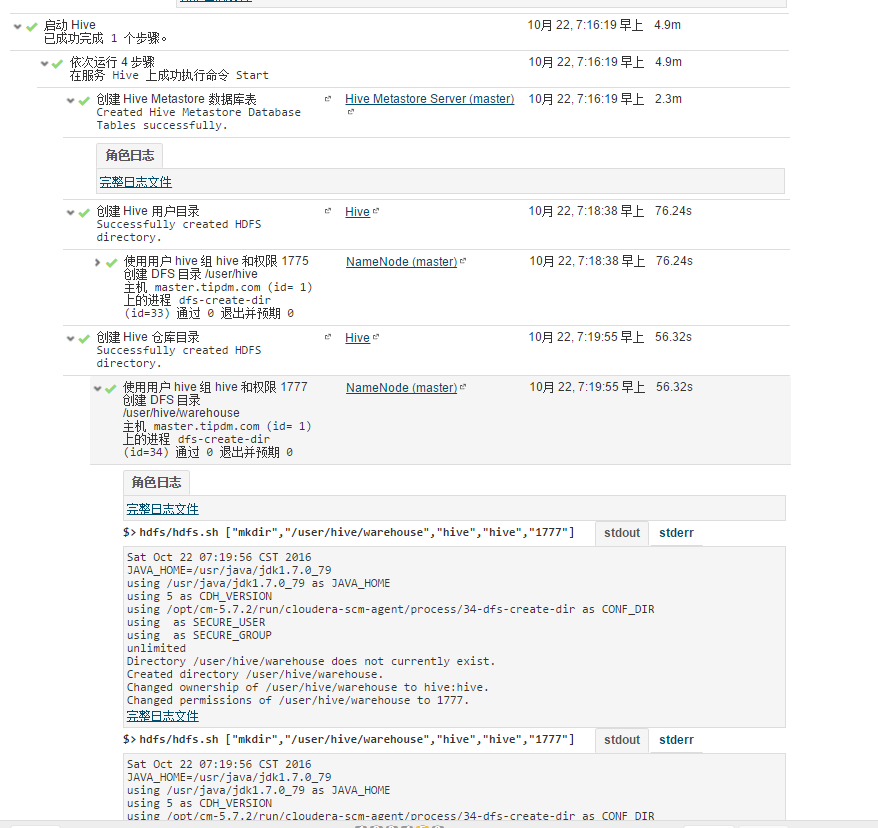 启动 Hive 10月 22, 7:16:19 早上 4.9m
已成功完成 1 个步骤。
依次运行 4 步骤 10月 22, 7:16:19 早上 4.9m
在服务 Hive 上成功执行命令 Start
创建 Hive Metastore 数据库表 Hive Metastore Server (master) 10月 22, 7:16:19 早上 2.3m
Created Hive Metastore Database
Tables successfully.
角色日志
完整日志文件
创建 Hive 用户目录 Hive 10月 22, 7:18:38 早上 76.24s
Successfully created HDFS
directory.
使用用户 hive 组 hive 和权限 1775 NameNode (master) 10月 22, 7:18:38 早上 76.24s
创建 DFS 目录 /user/hive
主机 master.tipdm.com (id= 1)
上的进程 dfs-create-dir
(id=33) 通过 0 退出并预期 0
创建 Hive 仓库目录 Hive 10月 22, 7:19:55 早上 56.32s
Successfully created HDFS
directory.
使用用户 hive 组 hive 和权限 1777 NameNode (master) 10月 22, 7:19:55 早上 56.32s
创建 DFS 目录
/user/hive/warehouse
主机 master.tipdm.com (id= 1)
上的进程 dfs-create-dir
(id=34) 通过 0 退出并预期 0
角色日志
完整日志文件
$> hdfs/hdfs.sh ["mkdir","/user/hive/warehouse","hive","hive","1777"] stdout stderr
Sat Oct 22 07:19:56 CST 2016
JAVA_HOME=/usr/java/jdk1.7.0_79
using /usr/java/jdk1.7.0_79 as JAVA_HOME
using 5 as CDH_VERSION
using /opt/cm-5.7.2/run/cloudera-scm-agent/process/34-dfs-create-dir as CONF_DIR
using  as SECURE_USER
using  as SECURE_GROUP
unlimited
Directory /user/hive/warehouse does not currently exist.
Created directory /user/hive/warehouse.
Changed ownership of /user/hive/warehouse to hive:hive.
Changed permissions of /user/hive/warehouse to 1777.
完整日志文件
$> hdfs/hdfs.sh ["mkdir","/user/hive/warehouse","hive","hive","1777"] stdout stderr
Sat Oct 22 07:19:56 CST 2016
JAVA_HOME=/usr/java/jdk1.7.0_79
using /usr/java/jdk1.7.0_79 as JAVA_HOME
using 5 as CDH_VERSION
using /opt/cm-5.7.2/run/cloudera-scm-agent/process/34-dfs-create-dir as CONF_DIR